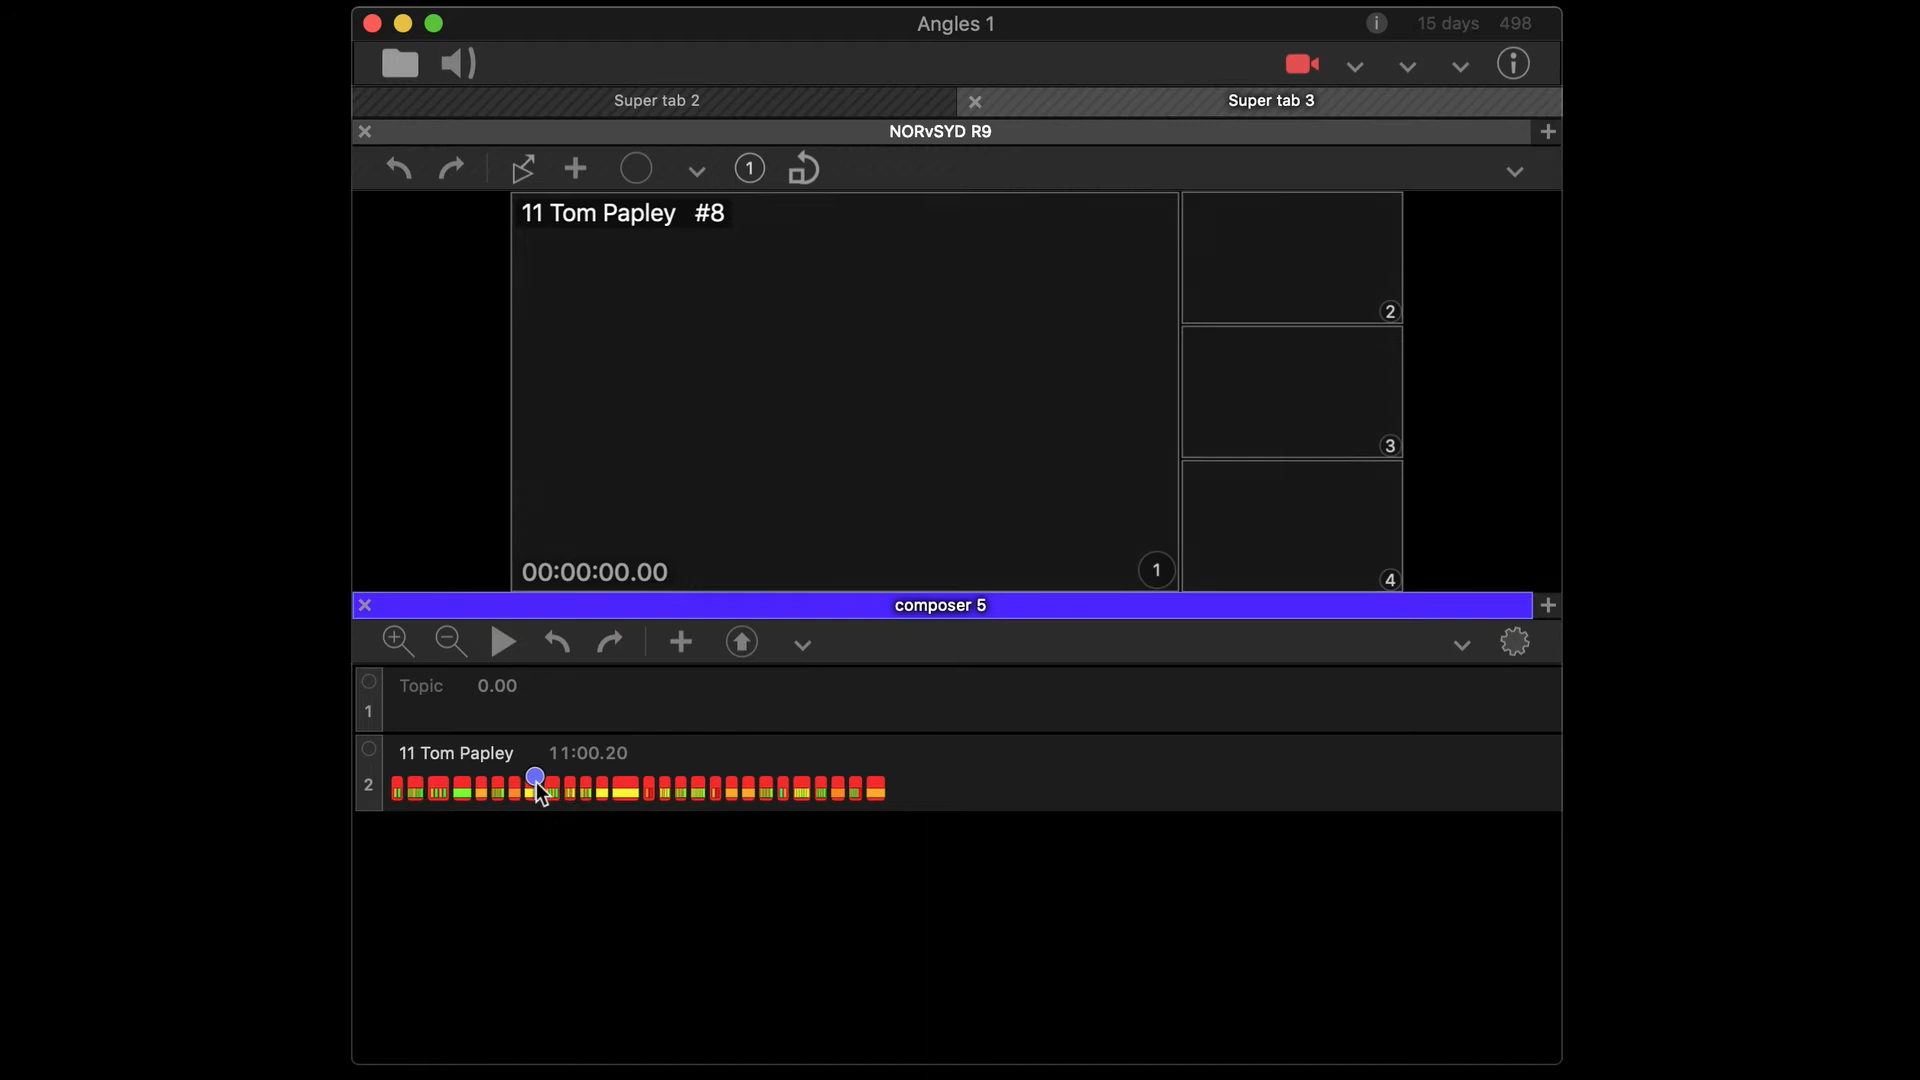 Angles 1
15 days 498
Super tab 2
Super tab 3
NORvSYD R9
1
11 Tom Papley #8
2
3
00:00:00.00
1
4
composer 5
Topic 0.00
1
11 Tom Papley 11:00.20
2